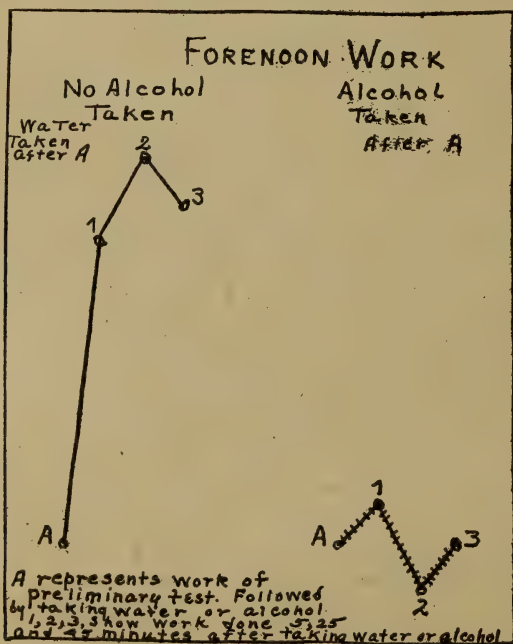 FORENOON WORK
No Alcohol
Taken
Water
Taken
after A
Alcohol
Taken
After A
2
3
1
A
1
A
3
2
A represents work of
preliminary test. Followed
by taking water or alcohol.
1, 2, 3, show work done 5, 25
and minutes after taking water or alcohol